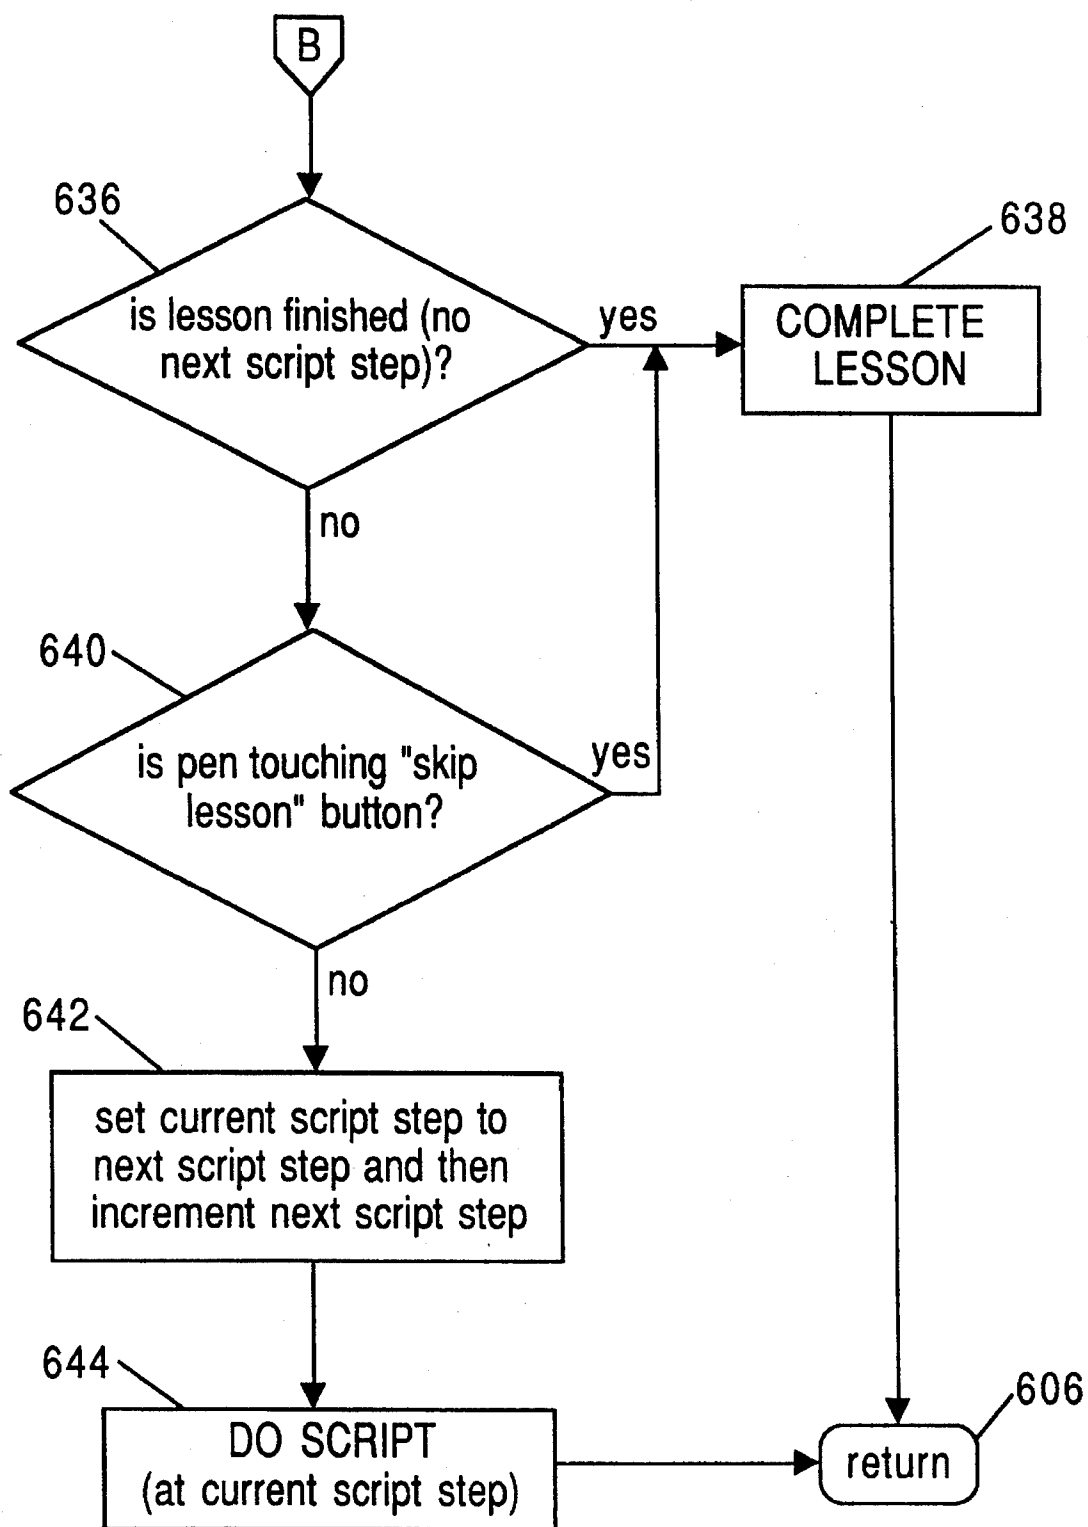 B
636
638
is lesson finished (no
next script step)?
yes
COMPLETE
LESSON
no
640
is pen touching "skip
lesson" button?
yes
no
642
set current script step to
next script step and then
increment next script step
644
DO SCRIPT
(at current script step)
606
return